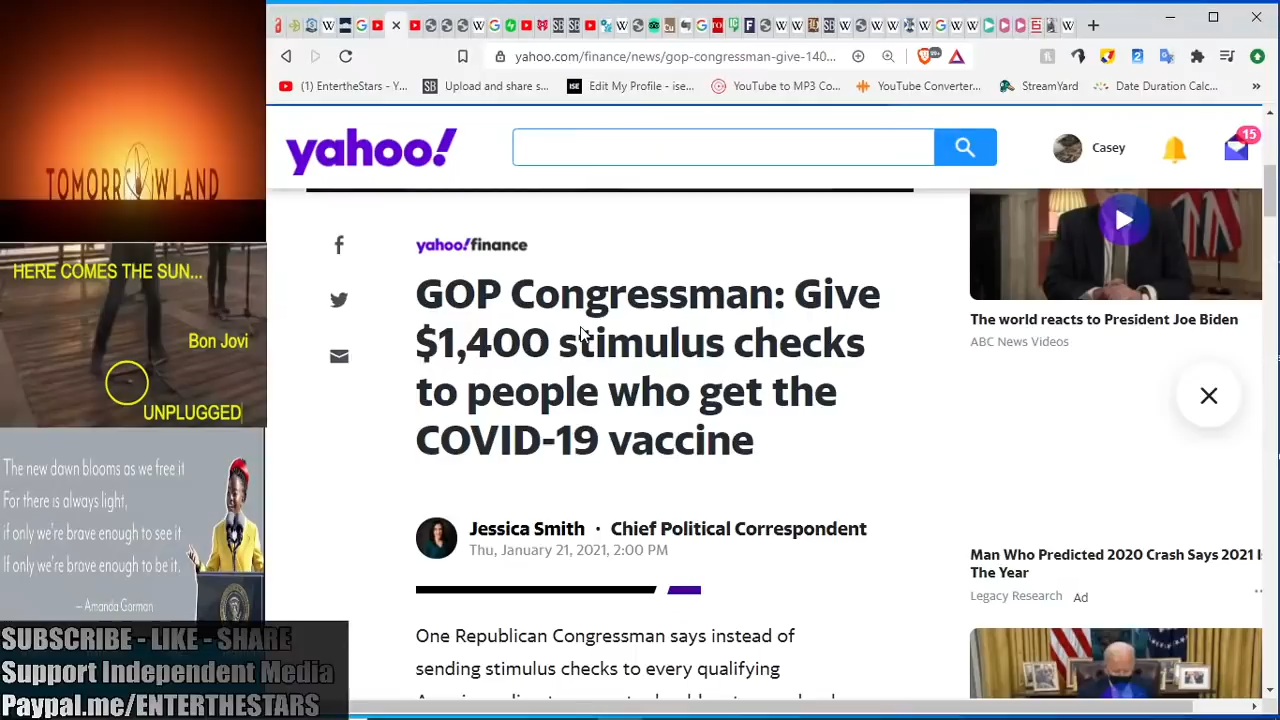 yahoo.com/finance/news/gop-congressman-give-140...
(1) EntertheStars - Y...
Upload and share s...
Edit My Profile - ise...
YouTube to MP3 Co...
YouTube Converter...
StreamYard
Date Duration Calc...
»
yahoo!
Casey
15
TOMORROWLAND
HERE COMES THE SUN...
Bon Jovi
UNPLUGGED
The new dawn blooms as we free it
For there is always light,
if only we're brave enough to see it
If only we're brave enough to be it.
— Amanda Gorman
SUBSCRIBE - LIKE - SHARE
Support Independent Media
Paypal.me/ENTERTHESTARS
yahoo!finance
GOP Congressman: Give
$1,400 stimulus checks
to people who get the
COVID-19 vaccine
Jessica Smith · Chief Political Correspondent
Thu, January 21, 2021, 2:00 PM
One Republican Congressman says instead of
sending stimulus checks to every qualifying
The world reacts to President Joe Biden
ABC News Videos
Man Who Predicted 2020 Crash Says 2021 I
The Year
Legacy Research Ad